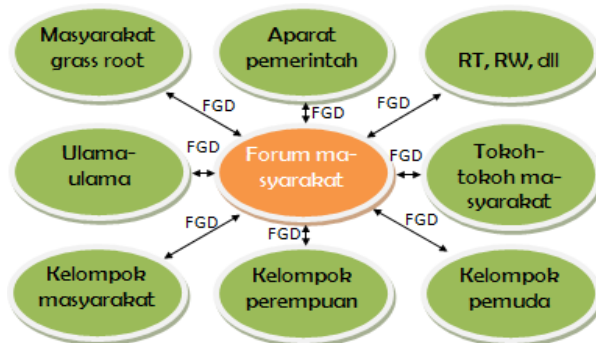 Masyarakat
grass root
Aparat
pemerintah
RT, RW, dll
FGD
FGD
FGD
Ulama-
ulama
FGD
Forum ma-
syarakat
FGD
Tokoh-
tokoh ma-
syarakat
FGD
FGD
FGD
Kelompok
masyarakat
Kelompok
perempuan
Kelompok
pemuda